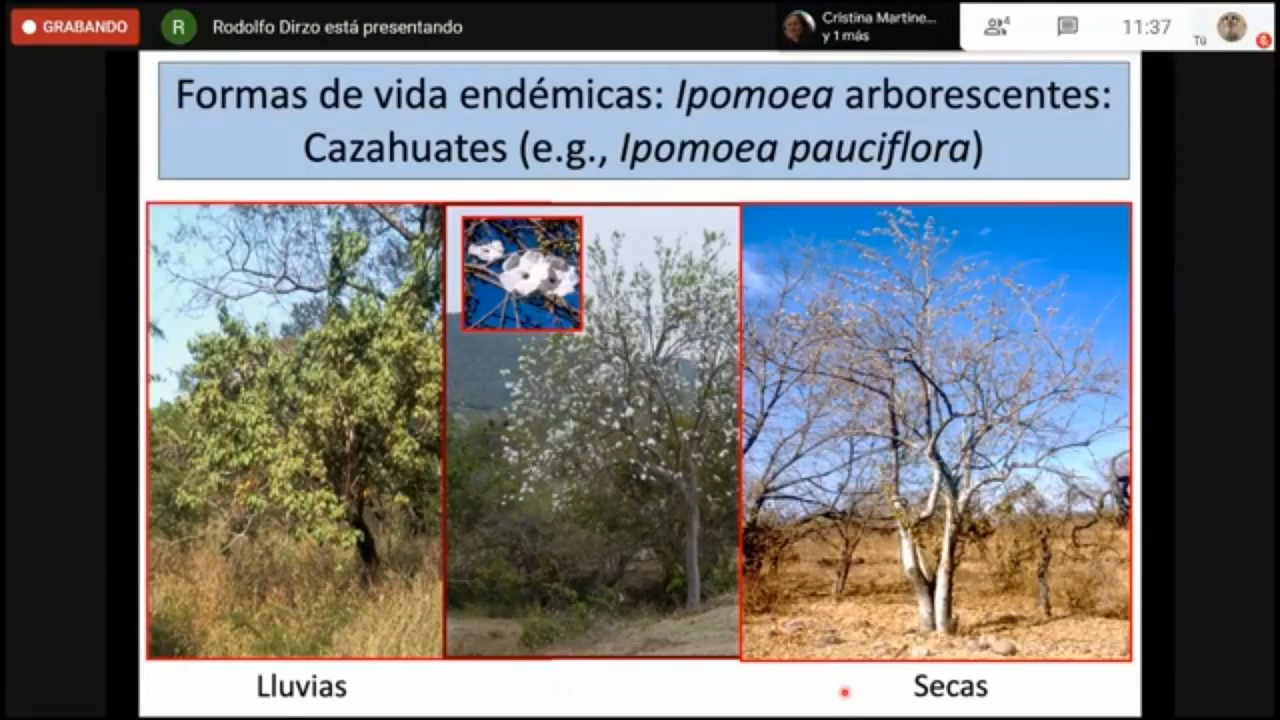 GRABANDO
R
Rodolfo Dirzo está presentando
Cristina Martine...
y 1 más
4
11:37
Tú
Formas de vida endémicas: Ipomoea arborescentes:
Cazahuates (e.g., Ipomoea pauciflora)
Lluvias
Secas